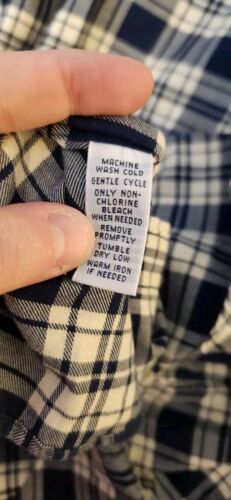 MACHINE
WASH COLD
GENTLE CYCLE
ONLY NON-
CHLORINE
BLEACH
WHEN NEEDED
REMOVE
PROMPTLY
TUMBLE
DRY LOW
WARM IRON
IF NEEDED